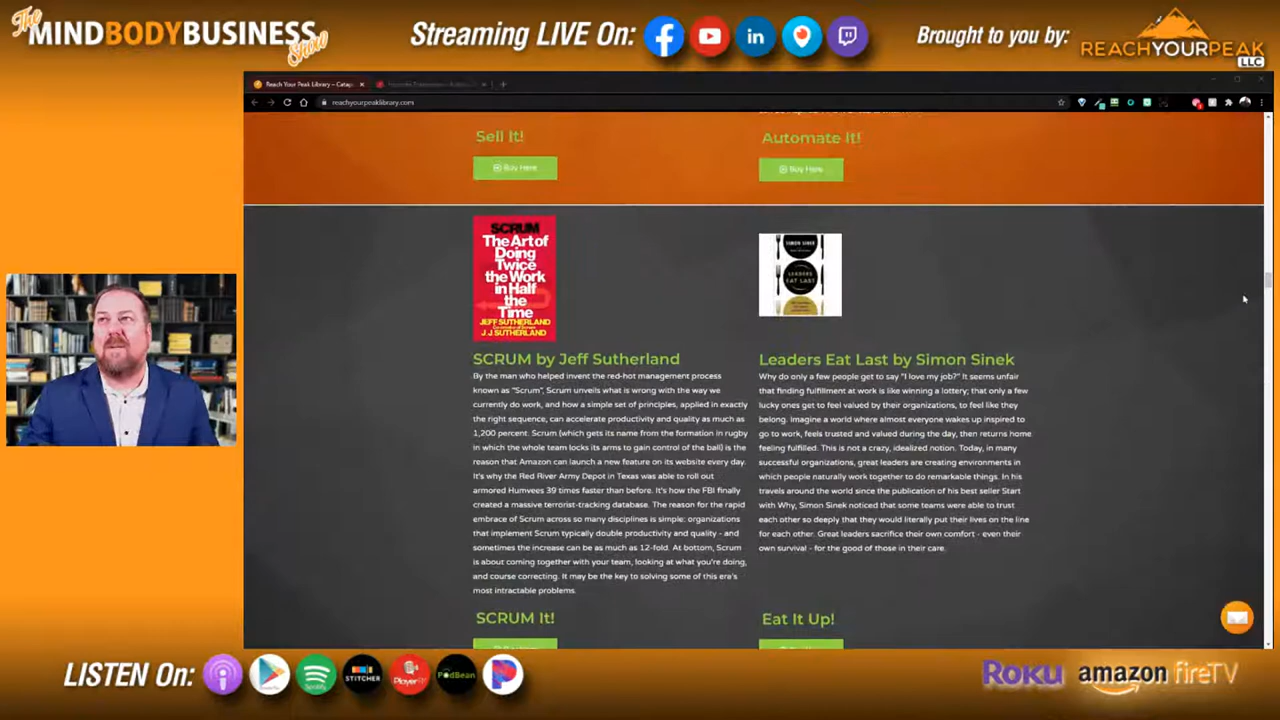 The
MINDBODYBUSINESS
Show
Streaming LIVE On:
Brought to you by:
REACHYOURPEAK
LLC
Reach Your Peak Library – Catap
reachyourpeaklibrary.com
Sell It!
Automate It!
Buy Here
Buy Here
SCRUM
The Art of
Doing
Twice
the Work
in Half
the
Time
JEFF SUTHERLAND
J.J. SUTHERLAND
SIMON SINEK
LEADERS
EAT LAST
SCRUM by Jeff Sutherland
By the man who helped invent the red-hot management process
known as "Scrum", Scrum unveils what is wrong with the way we
currently do work, and how a simple set of principles, applied in exactly
the right sequence, can accelerate productivity and quality as much as
1,200 percent. Scrum (which gets its name from the formation in rugby
in which the whole team locks its arms to gain control of the ball) is the
reason that Amazon can launch a new feature on its website every day.
It's why the Red River Army Depot in Texas was able to roll out
armored Humvees 39 times faster than before. It's how the FBI finally
created a massive terrorist-tracking database. The reason for the rapid
embrace of Scrum across so many disciplines is simple: organizations
that implement Scrum typically double productivity and quality - and
sometimes the increase can be as much as 12-fold. At bottom, Scrum
is about coming together with your team, looking at what you're doing,
and course correcting. It may be the key to solving some of this era's
most intractable problems.
SCRUM It!
Leaders Eat Last by Simon Sinek
Why do only a few people get to say "I love my job?" It seems unfair
that finding fulfillment at work is like winning a lottery; that only a few
lucky ones get to feel valued by their organizations, to feel like they
belong. Imagine a world where almost everyone wakes up inspired to
go to work, feels trusted and valued during the day, then returns home
feeling fulfilled. This is not a crazy, idealized notion. Today, in many
successful organizations, great leaders are creating environments in
which people naturally work together to do remarkable things. In his
travels around the world since the publication of his best seller Start
with Why, Simon Sinek noticed that some teams were able to trust
each other so deeply that they would literally put their lives on the line
for each other. Great leaders sacrifice their own comfort - even their
own survival - for the good of those in their care.
Eat It Up!
LISTEN On:
STITCHER
PlayerFM
PODBEAN
ROKU
amazon fireTV